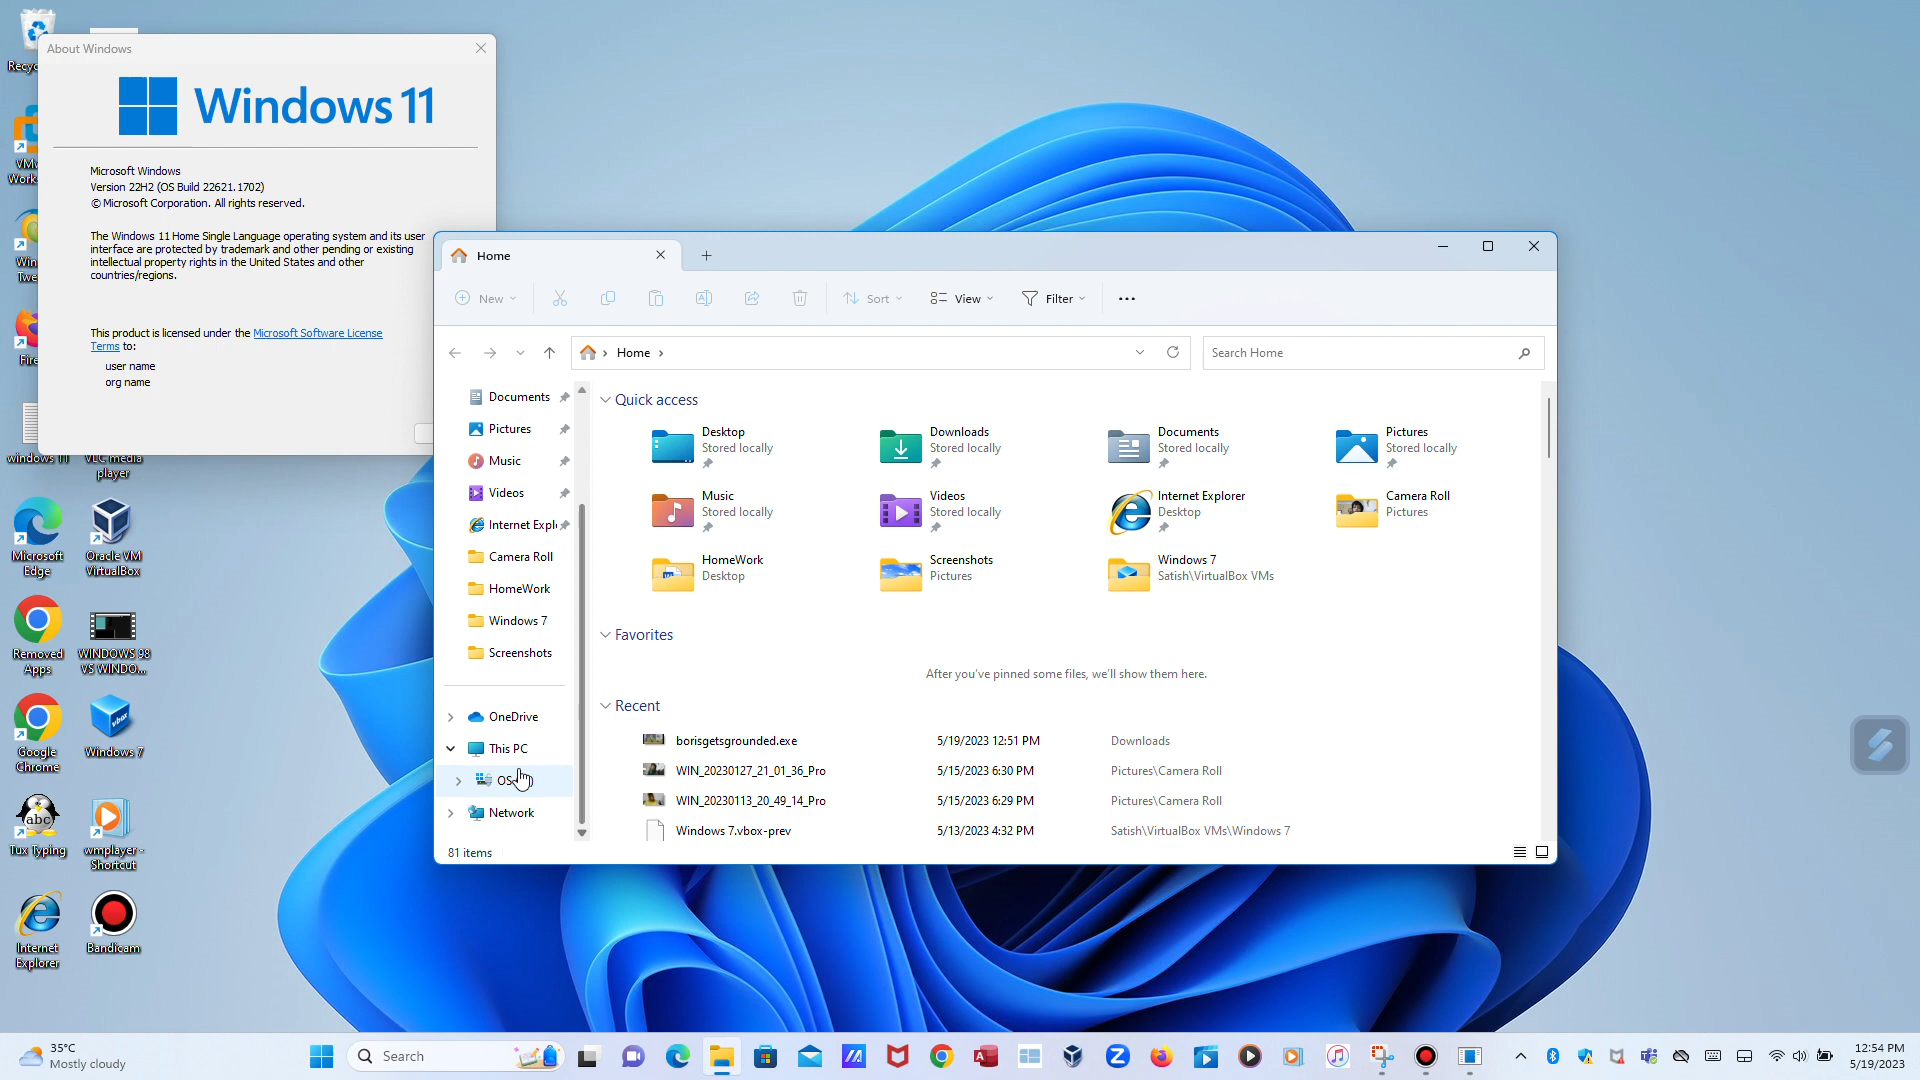 About Windows
Windows 11
Microsoft Windows
Version 22H2 (OS Build 22621.1702)
© Microsoft Corporation. All rights reserved.
The Windows 11 Home Single Language operating system and its user
interface are protected by trademark and other pending or existing
intellectual property rights in the United States and other
countries/regions.
This product is licensed under the Microsoft Software License
Terms to:
user name
org name
Home
New
Sort
View
Filter
Home
Search Home
Documents
Pictures
Music
Videos
Internet Expl
Camera Roll
HomeWork
Windows 7
Screenshots
OneDrive
This PC
OS
Network
Quick access
Desktop
Stored locally
Downloads
Stored locally
Documents
Stored locally
Pictures
Stored locally
Music
Stored locally
Videos
Stored locally
Internet Explorer
Desktop
Camera Roll
Pictures
HomeWork
Desktop
Screenshots
Pictures
Windows 7
Satish\VirtualBox VMs
Favorites
After you've pinned some files, we'll show them here.
Recent
borisgetsgrounded.exe 5/19/2023 12:51 PM Downloads
WIN_20230127_21_01_36_Pro 5/15/2023 6:30 PM Pictures\Camera Roll
WIN_20230113_20_49_14_Pro 5/15/2023 6:29 PM Pictures\Camera Roll
Windows 7.vbox-prev 5/13/2023 4:32 PM Satish\VirtualBox VMs\Windows 7
81 items
Recyc
VMw
Works
Wind
Twe
Fire
windows 11
VLC media
player
Microsoft
Edge
Oracle VM
VirtualBox
Removed
Apps
WINDOWS 98
VS WINDO...
Google
Chrome
vbox
Windows 7
abc
Tux Typing
wmplayer -
Shortcut
Internet
Explorer
Bandicam
35°C
Mostly cloudy
Search
12:54 PM
5/19/2023